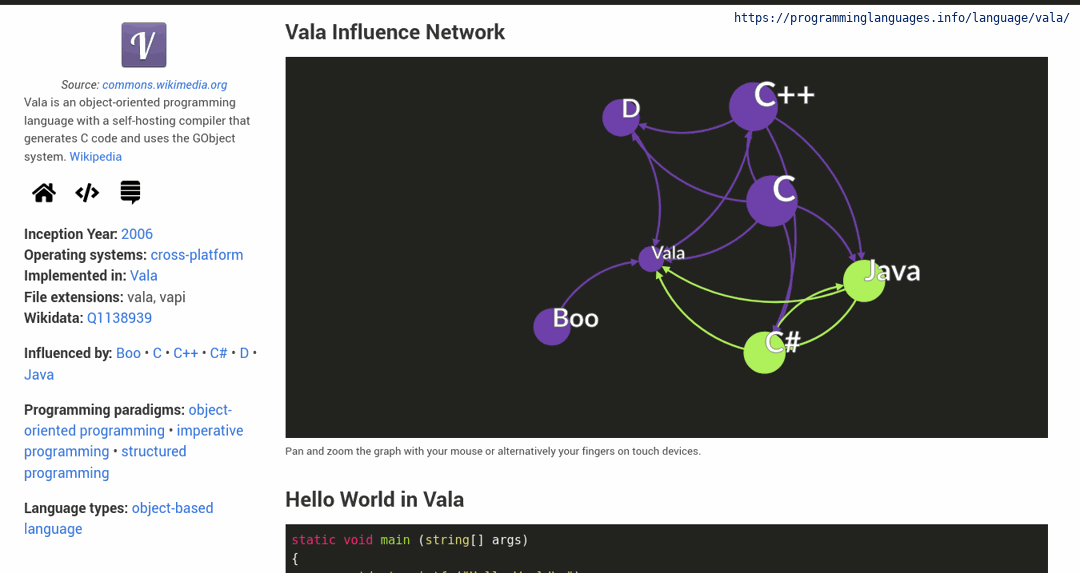 https://programminglanguages.info/language/vala/
V
Source: commons.wikimedia.org
Vala is an object-oriented programming
language with a self-hosting compiler that
generates C code and uses the GObject
system. Wikipedia
Inception Year: 2006
Operating systems: cross-platform
Implemented in: Vala
File extensions: vala, vapi
Wikidata: Q1138939
Influenced by: Boo • C • C++ • C# • D •
Java
Programming paradigms: object-
oriented programming • imperative
programming • structured
programming
Language types: object-based
language
Vala Influence Network
D
C++
C
Vala
Java
Boo
C#
Pan and zoom the graph with your mouse or alternatively your fingers on touch devices.
Hello World in Vala
static void main (string[] args)
{